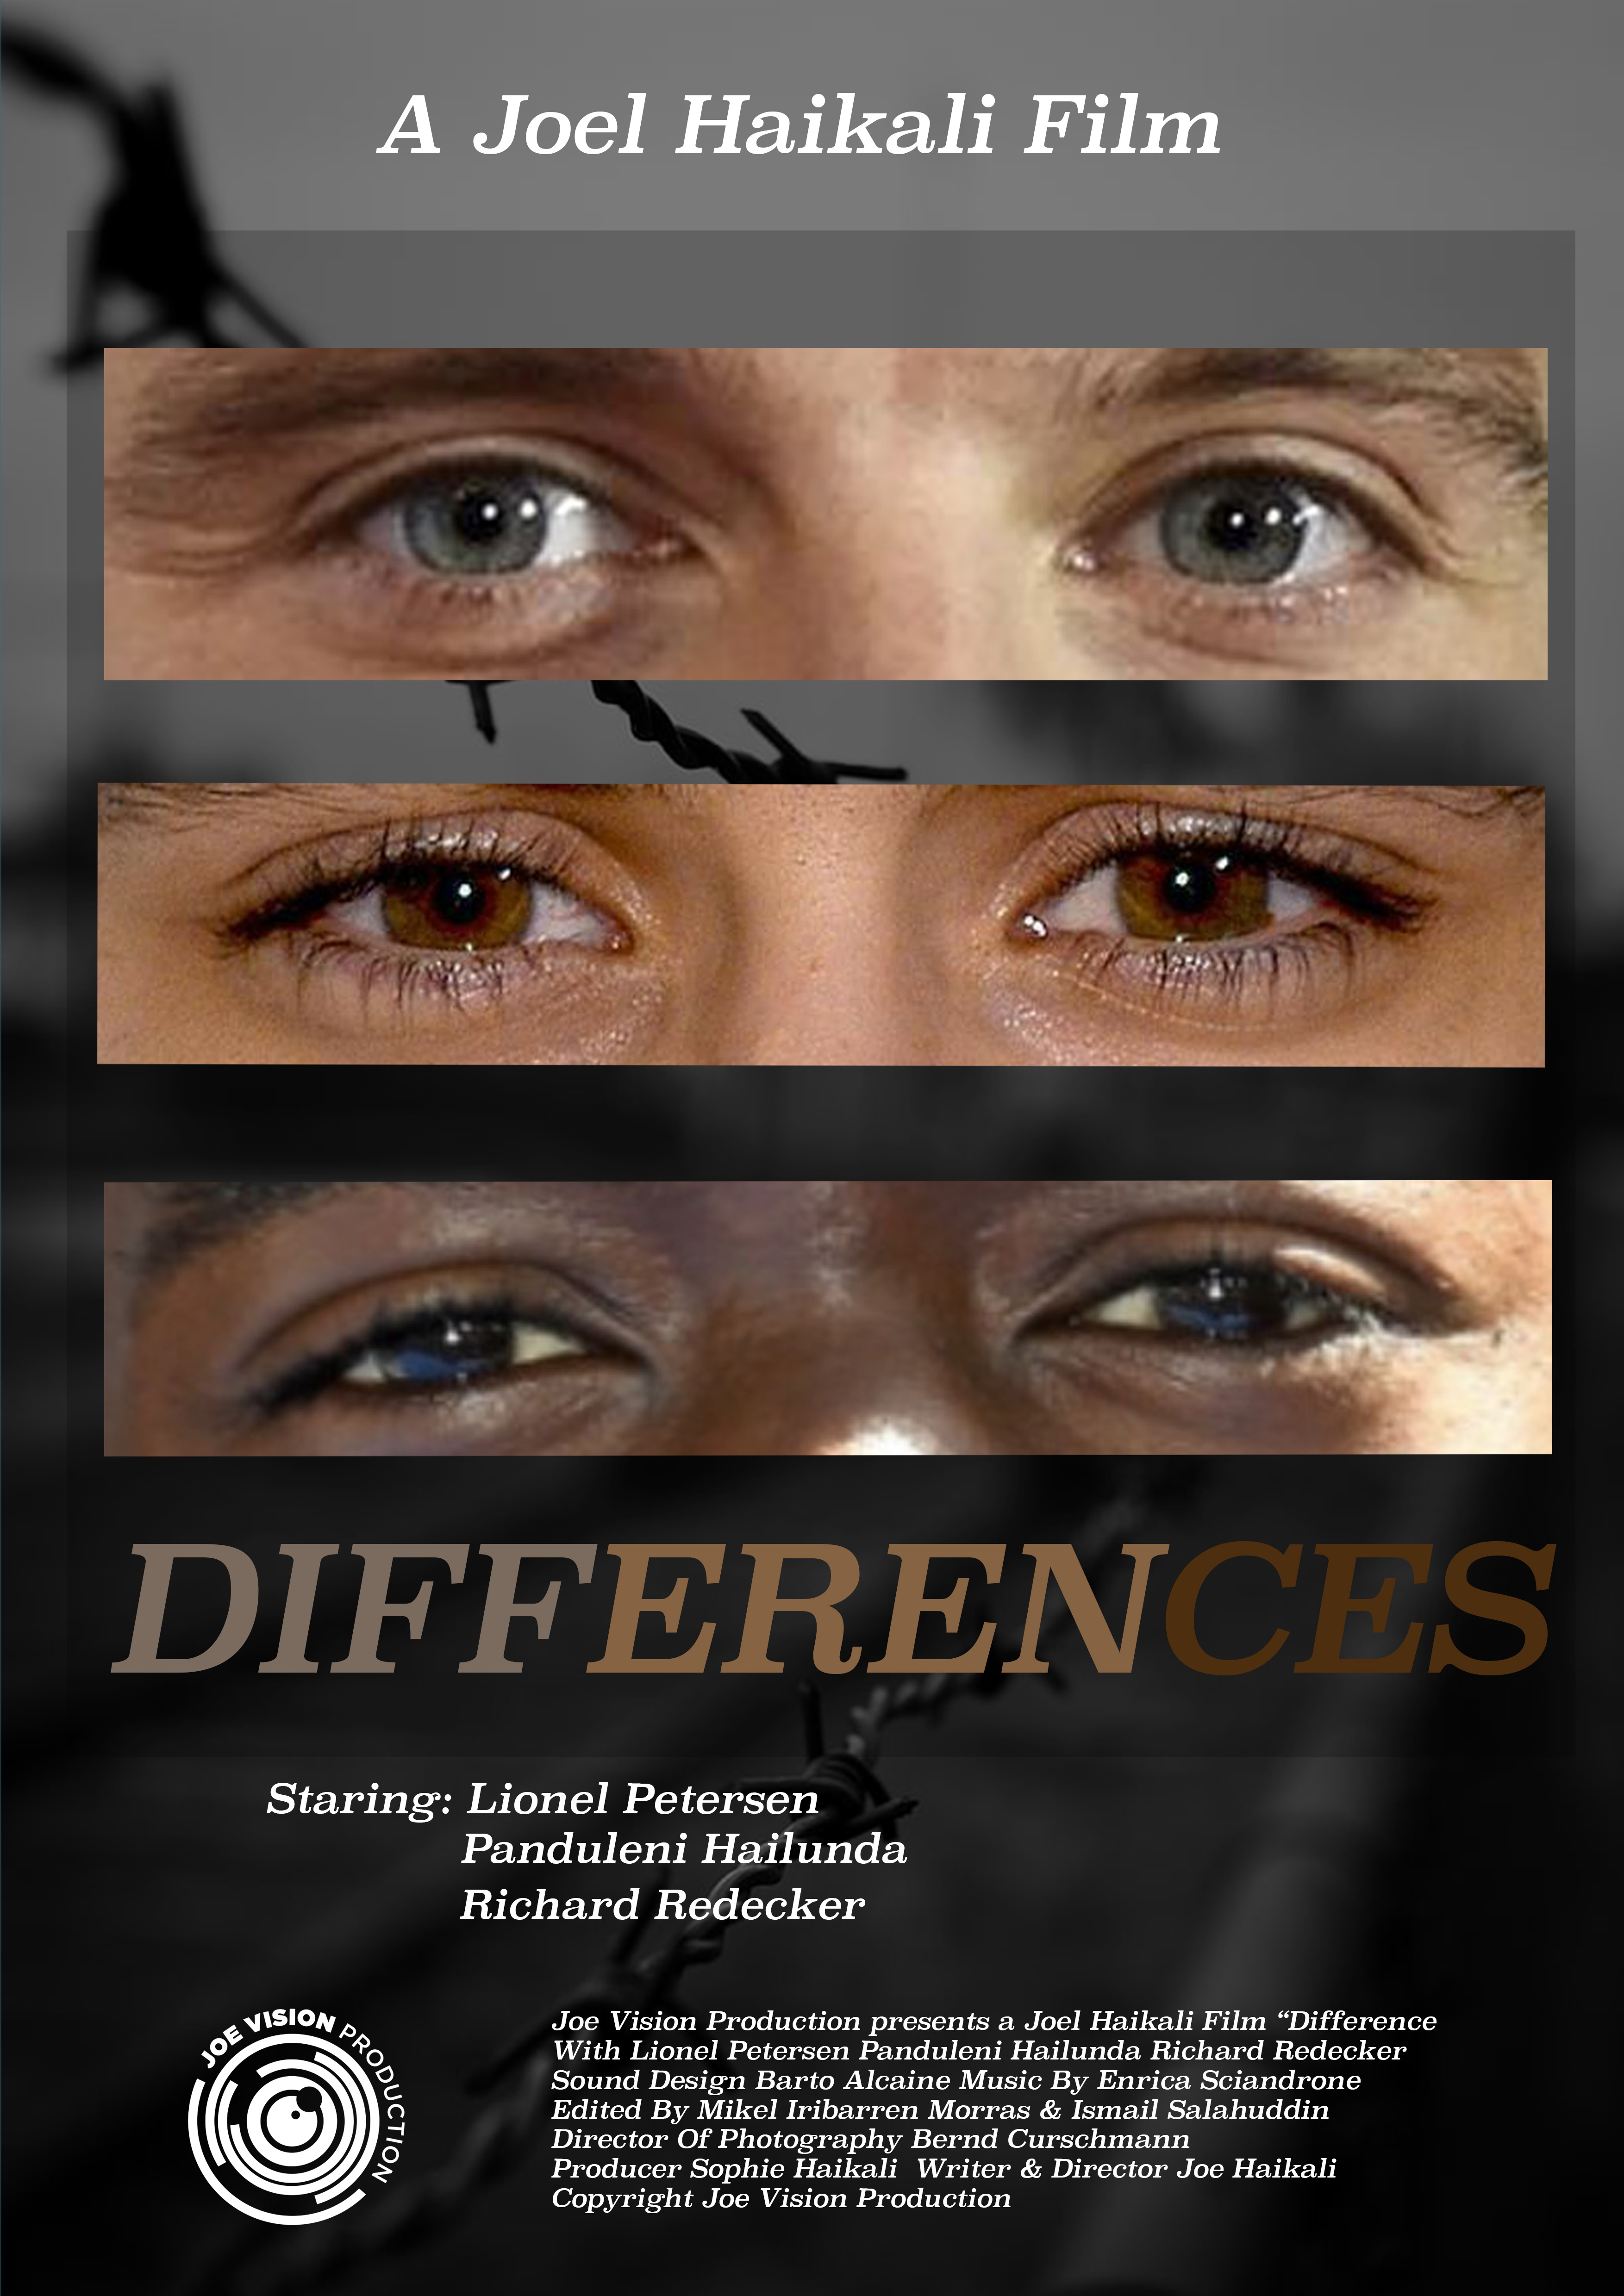 A Joel Haikali Film
DIFFERENCES
Staring: Lionel Petersen
Panduleni Hailunda
Richard Redecker
JOE VISION PRODUCTION
Joe Vision Production presents a Joel Haikali Film “Difference
With Lionel Petersen Panduleni Hailunda Richard Redecker
Sound Design Barto Alcaine Music By Enrica Sciandrone
Edited By Mikel Iribarren Morras & Ismail Salahuddin
Director Of Photography Bernd Curschmann
Producer Sophie Haikali  Writer & Director Joe Haikali
Copyright Joe Vision Production